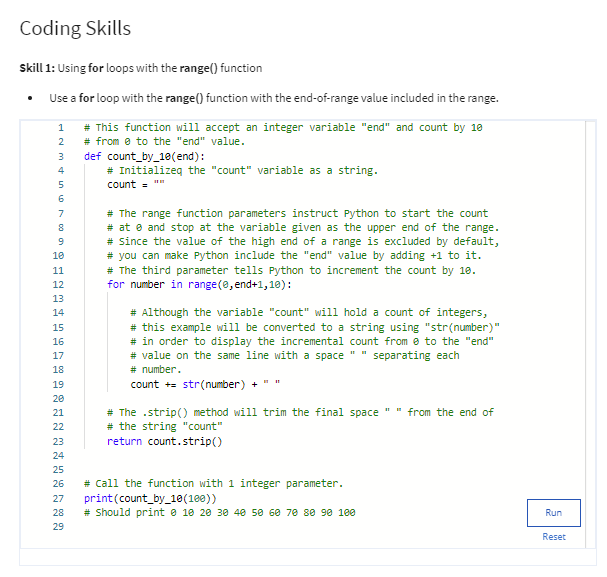 Coding Skills
Skill 1: Using for loops with the range() function
• Use a for loop with the range() function with the end-of-range value included in the range.
1 # This function will accept an integer variable "end" and count by 10
2 # from 0 to the "end" value.
3 def count_by_10(end):
4 # Initializeq the "count" variable as a string.
5 count = ""
6
7 # The range function parameters instruct Python to start the count
8 # at 0 and stop at the variable given as the upper end of the range.
9 # Since the value of the high end of a range is excluded by default,
10 # you can make Python include the "end" value by adding +1 to it.
11 # The third parameter tells Python to increment the count by 10.
12 for number in range(0,end+1,10):
13
14 # Although the variable "count" will hold a count of integers,
15 # this example will be converted to a string using "str(number)"
16 # in order to display the incremental count from 0 to the "end"
17 # value on the same line with a space " " separating each
18 # number.
19 count += str(number) + " "
20
21 # The .strip() method will trim the final space " " from the end of
22 # the string "count"
23 return count.strip()
24
25
26 # Call the function with 1 integer parameter.
27 print(count_by_10(100))
28 # Should print 0 10 20 30 40 50 60 70 80 90 100
29
Run
Reset